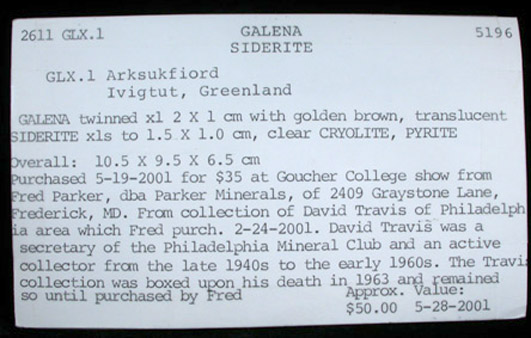 2611 GLX.1 GALENA 5196
SIDERITE
GLX.1 Arksukfiord
Ivigtut, Greenland
GALENA twinned xl 2 X 1 cm with golden brown, translucent
SIDERITE xls to 1.5 X 1.0 cm, clear CRYOLITE, PYRITE
Overall: 10.5 X 9.5 X 6.5 cm
Purchased 5-19-2001 for $35 at Goucher College show from
Fred Parker, dba Parker Minerals, of 2409 Graystone Lane,
Frederick, MD. From collection of David Travis of Philadelph
ia area which Fred purch. 2-24-2001. David Travis was a
secretary of the Philadelphia Mineral Club and an active
collector from the late 1940s to the early 1960s. The Travis
collection was boxed upon his death in 1963 and remained
so until purchased by Fred Approx. Value:
$50.00 5-28-2001